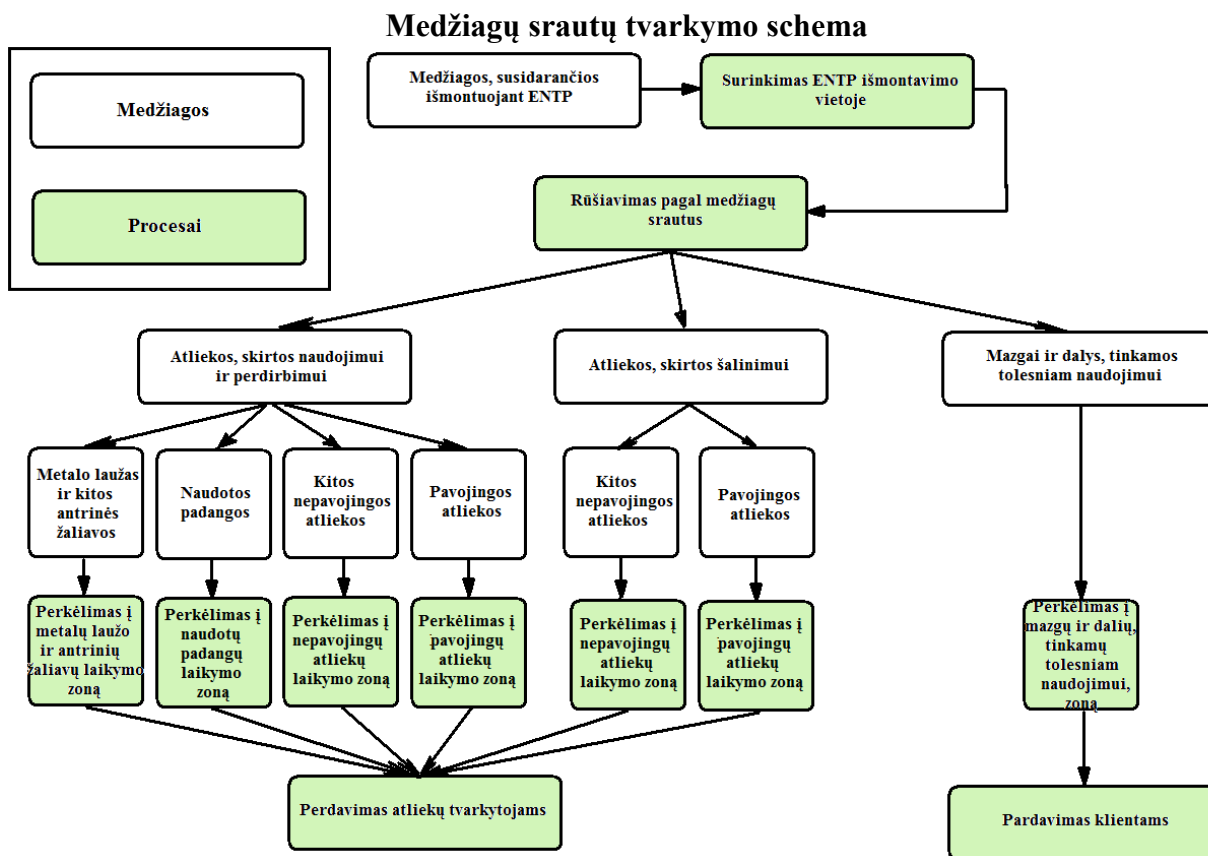 Medžiagų srautų tvarkymo schema
Medžiagos
Procesai
Medžiagos, susidarančios
išmontuojant ENTP
Surinkimas ENTP išmontavimo
vietoje
Rūšiavimas pagal medžiagų
srautus
Atliekos, skirtos naudojimui
ir perdirbimui
Atliekos, skirtos šalinimui
Mazgai ir dalys, tinkamos
tolesniam naudojimui
Metalo laužas
ir kitos
antrinės
žaliavos
Naudotos
padangos
Kitos
nepavojingos
atliekos
Pavojingos
atliekos
Kitos
nepavojingos
atliekos
Pavojingos
atliekos
Perkėlimas į
metalų laužo
ir antrinių
žaliavų laikymo
zoną
Perkėlimas į
naudotų
padangų
laikymo
zoną
Perkėlimas į
nepavojingų
atliekų
laikymo zoną
Perkėlimas į
pavojingų
atliekų
laikymo zoną
Perkėlimas į
nepavojingų
atliekų
laikymo zoną
Perkėlimas į
pavojingų
atliekų
laikymo zoną
Perkėlimas į
mazgų ir dalių,
tinkamų
tolesniam
naudojimui,
zoną
Perdavimas atliekų tvarkytojams
Pardavimas klientams